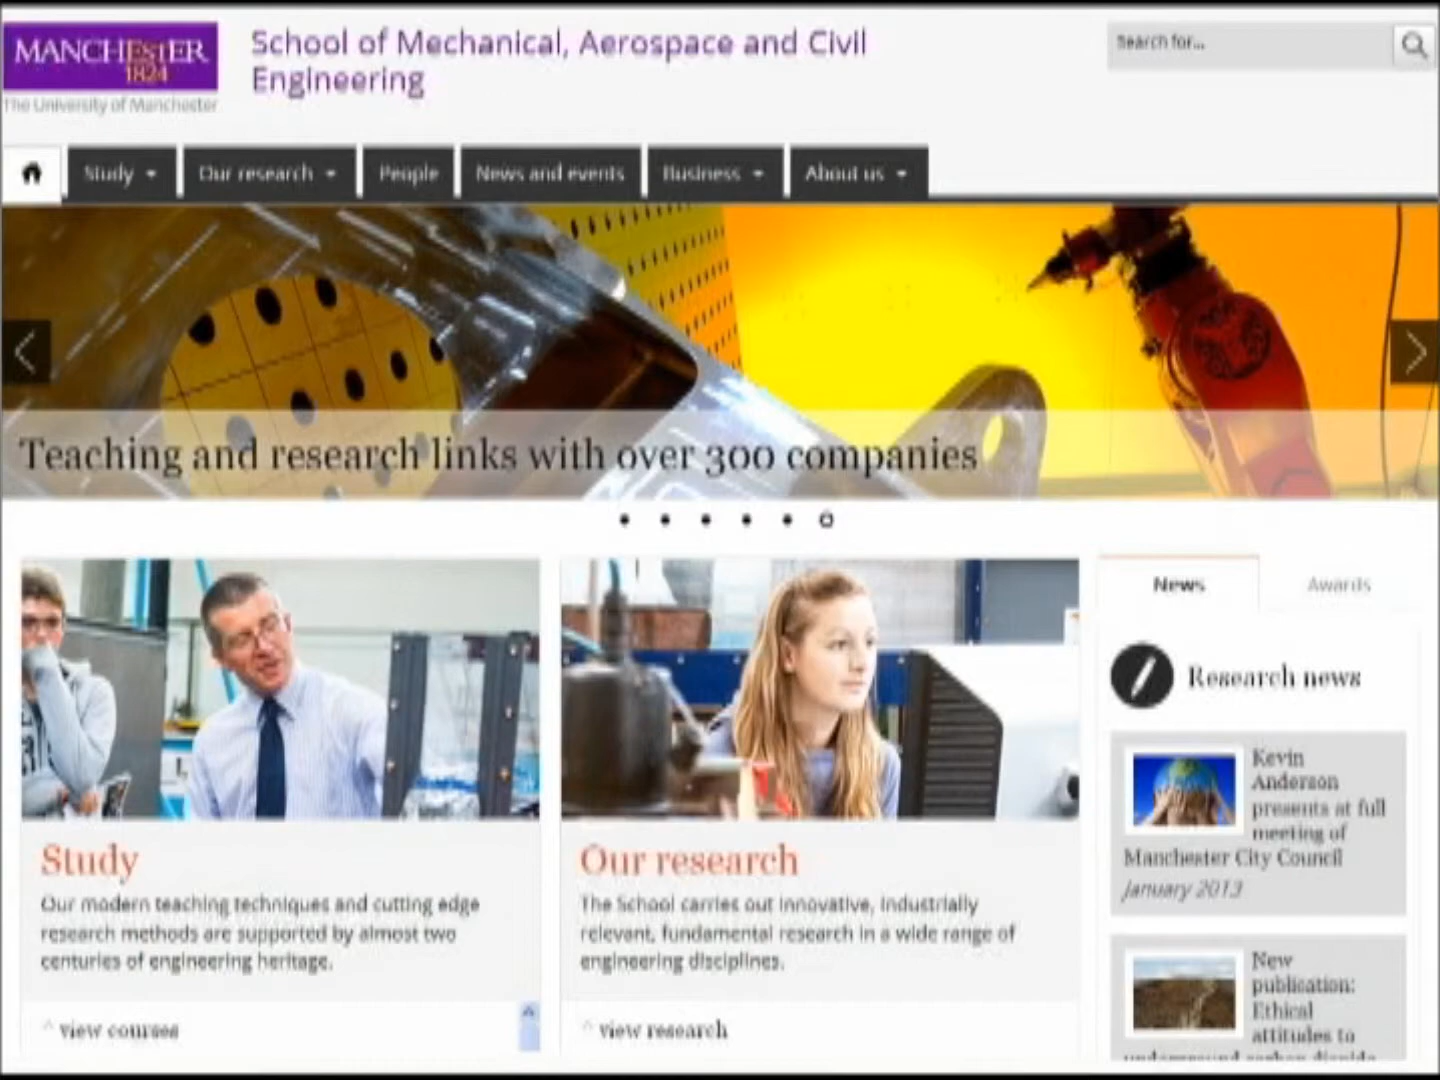 MANCHEStER
1824
The University of Manchester
School of Mechanical, Aerospace and Civil
Engineering
Search for...
Study
Our research
People
News and events
Business
About us
Teaching and research links with over 300 companies
Study
Our modern teaching techniques and cutting edge
research methods are supported by almost two
centuries of engineering heritage.
view courses
Our research
The School carries out innovative, industrially
relevant, fundamental research in a wide range of
engineering disciplines.
view research
News
Awards
Research news
Kevin
Anderson
presents at full
meeting of
Manchester City Council
January 2013
New
publication:
Ethical
attitudes to
underground carbon dioxide